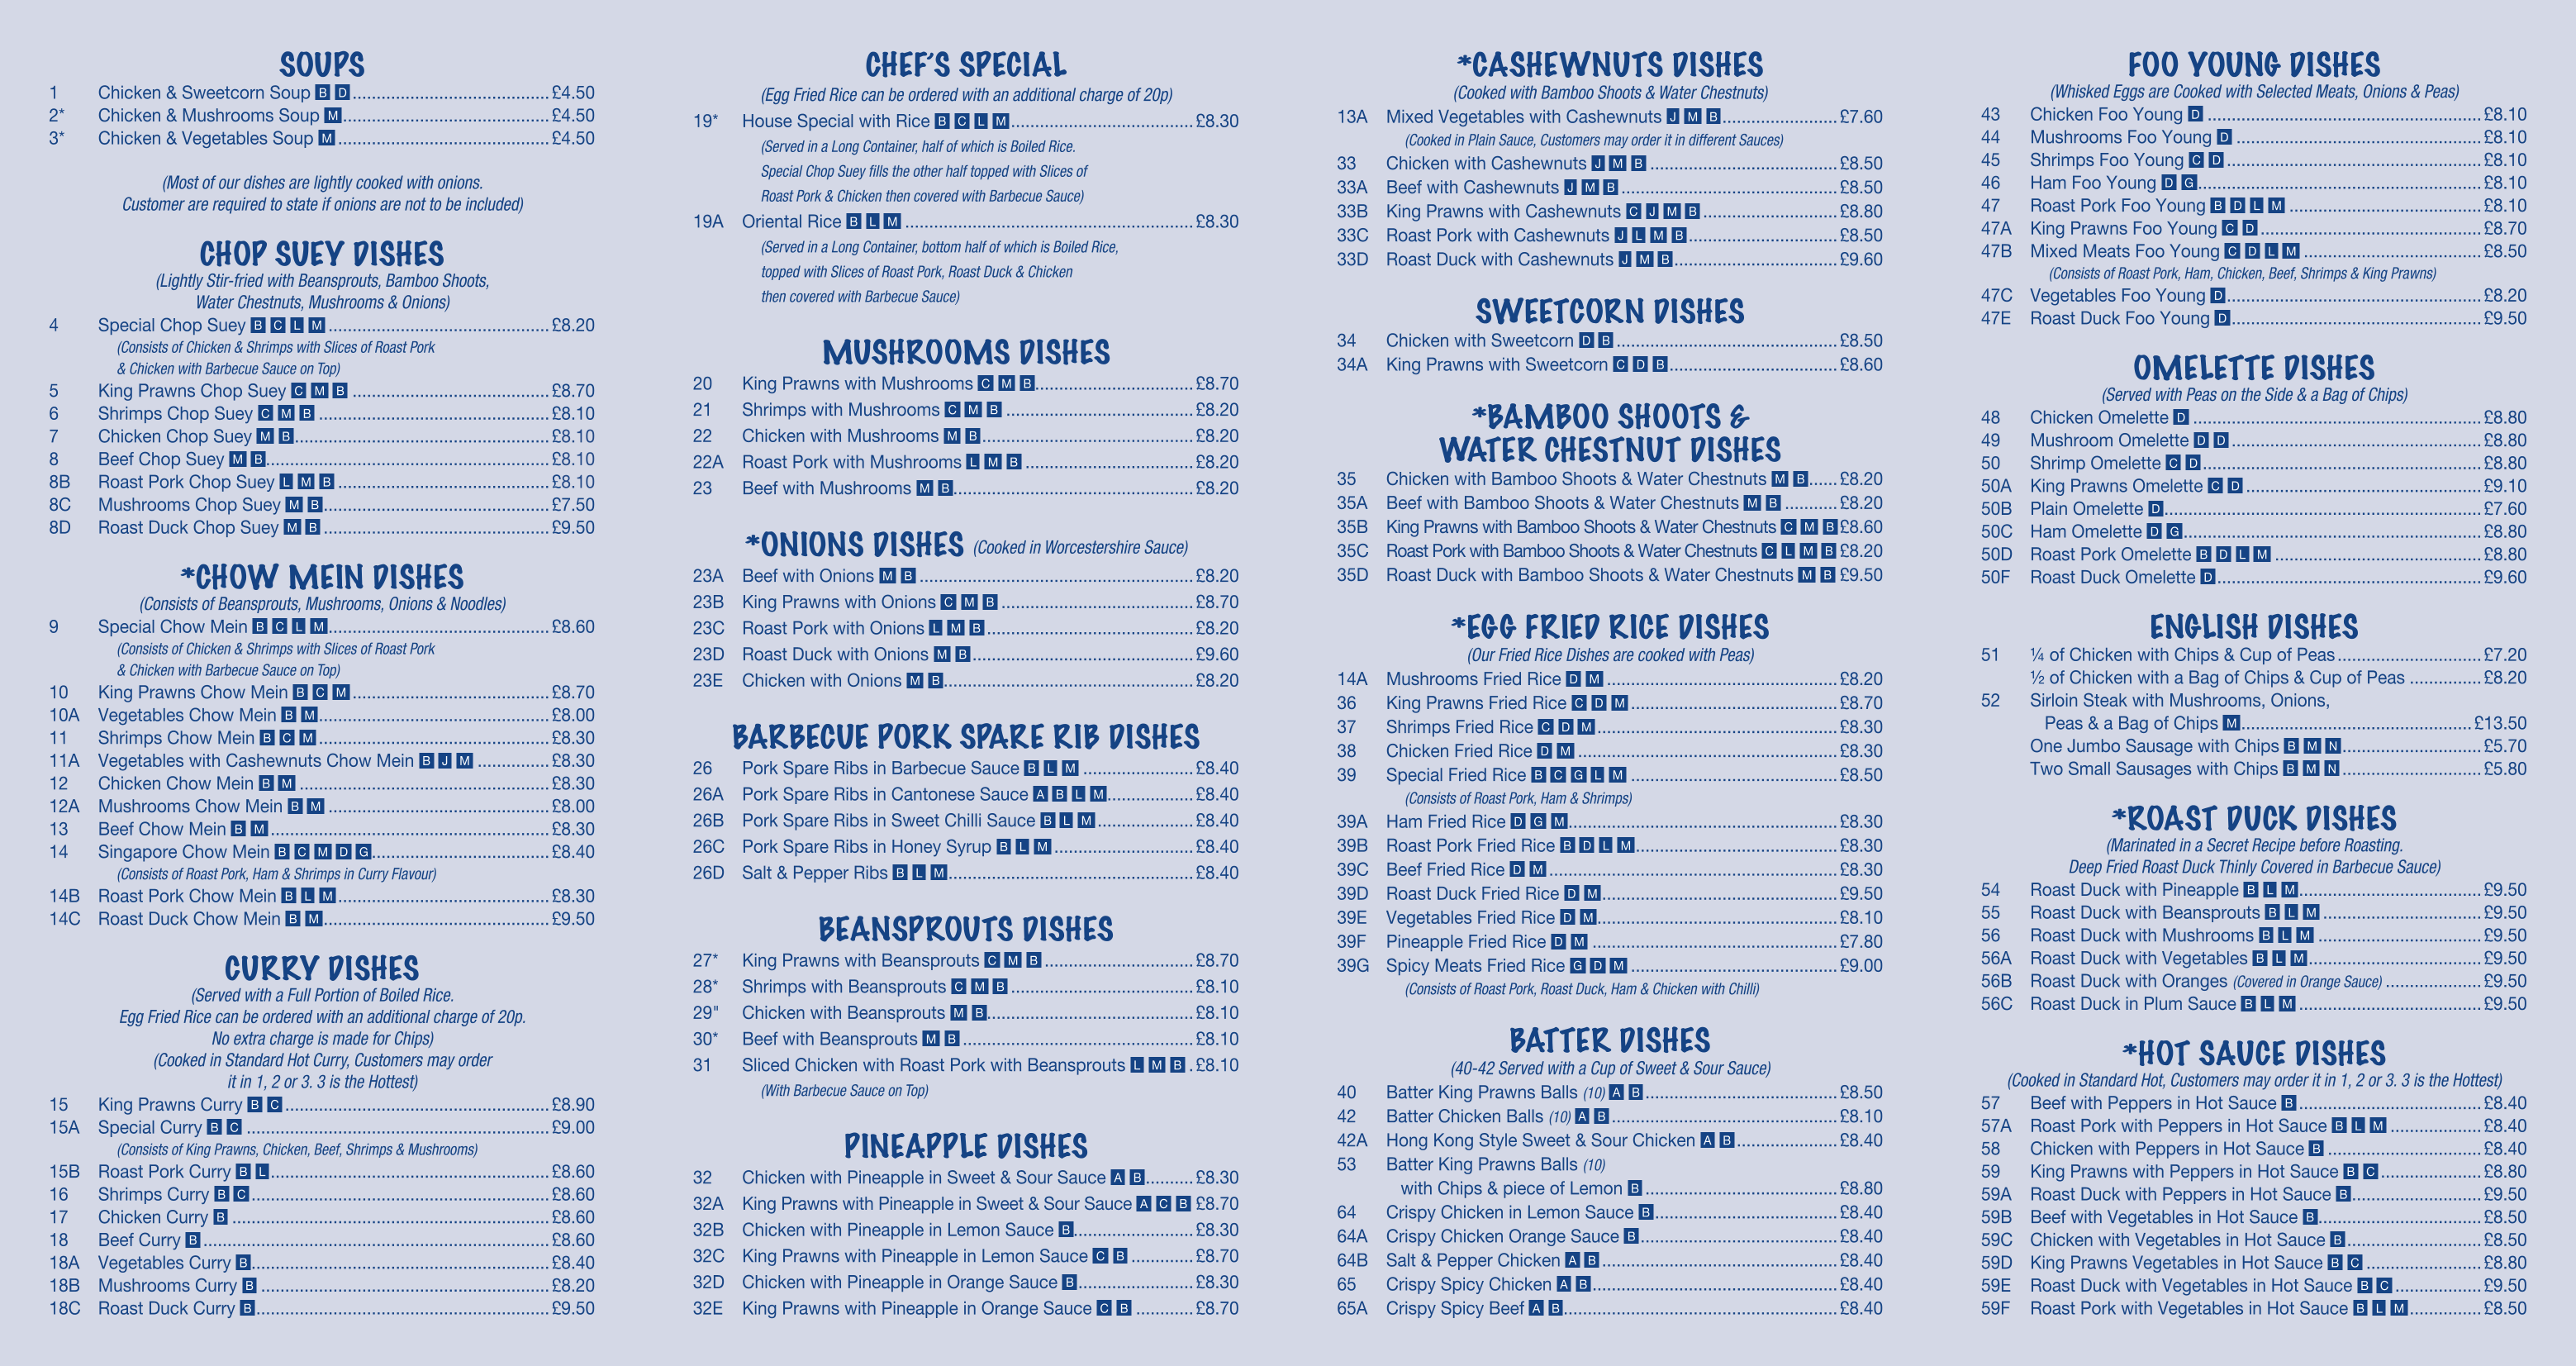 SOUPS
1 Chicken & Sweetcorn Soup B D £4.50
2* Chicken & Mushrooms Soup M £4.50
3* Chicken & Vegetables Soup M £4.50
(Most of our dishes are lightly cooked with onions.
Customer are required to state if onions are not to be included)
CHOP SUEY DISHES
(Lightly Stir-fried with Beansprouts, Bamboo Shoots,
Water Chestnuts, Mushrooms & Onions)
4 Special Chop Suey B C L M £8.20
(Consists of Chicken & Shrimps with Slices of Roast Pork
& Chicken with Barbecue Sauce on Top)
5 King Prawns Chop Suey C M B £8.70
6 Shrimps Chop Suey C M B £8.10
7 Chicken Chop Suey M B £8.10
8 Beef Chop Suey M B £8.10
8B Roast Pork Chop Suey L M B £8.10
8C Mushrooms Chop Suey M B £7.50
8D Roast Duck Chop Suey M B £9.50
*CHOW MEIN DISHES
(Consists of Beansprouts, Mushrooms, Onions & Noodles)
9 Special Chow Mein B C L M £8.60
(Consists of Chicken & Shrimps with Slices of Roast Pork
& Chicken with Barbecue Sauce on Top)
10 King Prawns Chow Mein B C M £8.70
10A Vegetables Chow Mein B M £8.00
11 Shrimps Chow Mein B C M £8.30
11A Vegetables with Cashewnuts Chow Mein B J M £8.30
12 Chicken Chow Mein B M £8.30
12A Mushrooms Chow Mein B M £8.00
13 Beef Chow Mein B M £8.30
14 Singapore Chow Mein B C M D G £8.40
(Consists of Roast Pork, Ham & Shrimps in Curry Flavour)
14B Roast Pork Chow Mein B L M £8.30
14C Roast Duck Chow Mein B M £9.50
CURRY DISHES
(Served with a Full Portion of Boiled Rice.
Egg Fried Rice can be ordered with an additional charge of 20p.
No extra charge is made for Chips)
(Cooked in Standard Hot Curry, Customers may order
it in 1, 2 or 3. 3 is the Hottest)
15 King Prawns Curry B C £8.90
15A Special Curry B C £9.00
(Consists of King Prawns, Chicken, Beef, Shrimps & Mushrooms)
15B Roast Pork Curry B L £8.60
16 Shrimps Curry B C £8.60
17 Chicken Curry B £8.60
18 Beef Curry B £8.60
18A Vegetables Curry B £8.40
18B Mushrooms Curry B £8.20
18C Roast Duck Curry B £9.50
CHEF'S SPECIAL
(Egg Fried Rice can be ordered with an additional charge of 20p)
19* House Special with Rice B C L M £8.30
(Served in a Long Container, half of which is Boiled Rice.
Special Chop Suey fills the other half topped with Slices of
Roast Pork & Chicken then covered with Barbecue Sauce)
19A Oriental Rice B L M £8.30
(Served in a Long Container, bottom half of which is Boiled Rice,
topped with Slices of Roast Pork, Roast Duck & Chicken
then covered with Barbecue Sauce)
MUSHROOMS DISHES
20 King Prawns with Mushrooms C M B £8.70
21 Shrimps with Mushrooms C M B £8.20
22 Chicken with Mushrooms M B £8.20
22A Roast Pork with Mushrooms L M B £8.20
23 Beef with Mushrooms M B £8.20
*ONIONS DISHES (Cooked in Worcestershire Sauce)
23A Beef with Onions M B £8.20
23B King Prawns with Onions C M B £8.70
23C Roast Pork with Onions L M B £8.20
23D Roast Duck with Onions M B £9.60
23E Chicken with Onions M B £8.20
BARBECUE PORK SPARE RIB DISHES
26 Pork Spare Ribs in Barbecue Sauce B L M £8.40
26A Pork Spare Ribs in Cantonese Sauce A B L M £8.40
26B Pork Spare Ribs in Sweet Chilli Sauce B L M £8.40
26C Pork Spare Ribs in Honey Syrup B L M £8.40
26D Salt & Pepper Ribs B L M £8.40
BEANSPROUTS DISHES
27* King Prawns with Beansprouts C M B £8.70
28* Shrimps with Beansprouts C M B £8.10
29" Chicken with Beansprouts M B £8.10
30* Beef with Beansprouts M B £8.10
31 Sliced Chicken with Roast Pork with Beansprouts L M B £8.10
(With Barbecue Sauce on Top)
PINEAPPLE DISHES
32 Chicken with Pineapple in Sweet & Sour Sauce A B £8.30
32A King Prawns with Pineapple in Sweet & Sour Sauce A C B £8.70
32B Chicken with Pineapple in Lemon Sauce B £8.30
32C King Prawns with Pineapple in Lemon Sauce C B £8.70
32D Chicken with Pineapple in Orange Sauce B £8.30
32E King Prawns with Pineapple in Orange Sauce C B £8.70
*CASHEWNUTS DISHES
(Cooked with Bamboo Shoots & Water Chestnuts)
13A Mixed Vegetables with Cashewnuts J M B £7.60
(Cooked in Plain Sauce, Customers may order it in different Sauces)
33 Chicken with Cashewnuts J M B £8.50
33A Beef with Cashewnuts J M B £8.50
33B King Prawns with Cashewnuts C J M B £8.80
33C Roast Pork with Cashewnuts J L M B £8.50
33D Roast Duck with Cashewnuts J M B £9.60
SWEETCORN DISHES
34 Chicken with Sweetcorn D B £8.50
34A King Prawns with Sweetcorn C D B £8.60
*BAMBOO SHOOTS &
WATER CHESTNUT DISHES
35 Chicken with Bamboo Shoots & Water Chestnuts M B £8.20
35A Beef with Bamboo Shoots & Water Chestnuts M B £8.20
35B King Prawns with Bamboo Shoots & Water Chestnuts C M B £8.60
35C Roast Pork with Bamboo Shoots & Water Chestnuts C L M B £8.20
35D Roast Duck with Bamboo Shoots & Water Chestnuts M B £9.50
*EGG FRIED RICE DISHES
(Our Fried Rice Dishes are cooked with Peas)
14A Mushrooms Fried Rice D M £8.20
36 King Prawns Fried Rice C D M £8.70
37 Shrimps Fried Rice C D M £8.30
38 Chicken Fried Rice D M £8.30
39 Special Fried Rice B C G L M £8.50
(Consists of Roast Pork, Ham & Shrimps)
39A Ham Fried Rice D G M £8.30
39B Roast Pork Fried Rice B D L M £8.30
39C Beef Fried Rice D M £8.30
39D Roast Duck Fried Rice D M £9.50
39E Vegetables Fried Rice D M £8.10
39F Pineapple Fried Rice D M £7.80
39G Spicy Meats Fried Rice G D M £9.00
(Consists of Roast Pork, Roast Duck, Ham & Chicken with Chilli)
BATTER DISHES
(40-42 Served with a Cup of Sweet & Sour Sauce)
40 Batter King Prawns Balls (10) A B £8.50
42 Batter Chicken Balls (10) A B £8.10
42A Hong Kong Style Sweet & Sour Chicken A B £8.40
53 Batter King Prawns Balls (10)
with Chips & piece of Lemon B £8.80
64 Crispy Chicken in Lemon Sauce B £8.40
64A Crispy Chicken Orange Sauce B £8.40
64B Salt & Pepper Chicken A B £8.40
65 Crispy Spicy Chicken A B £8.40
65A Crispy Spicy Beef A B £8.40
FOO YOUNG DISHES
(Whisked Eggs are Cooked with Selected Meats, Onions & Peas)
43 Chicken Foo Young D £8.10
44 Mushrooms Foo Young D £8.10
45 Shrimps Foo Young C D £8.10
46 Ham Foo Young D G £8.10
47 Roast Pork Foo Young B D L M £8.10
47A King Prawns Foo Young C D £8.70
47B Mixed Meats Foo Young C D L M £8.50
(Consists of Roast Pork, Ham, Chicken, Beef, Shrimps & King Prawns)
47C Vegetables Foo Young D £8.20
47E Roast Duck Foo Young D £9.50
OMELETTE DISHES
(Served with Peas on the Side & a Bag of Chips)
48 Chicken Omelette D £8.80
49 Mushroom Omelette D D £8.80
50 Shrimp Omelette C D £8.80
50A King Prawns Omelette C D £9.10
50B Plain Omelette D £7.60
50C Ham Omelette D G £8.80
50D Roast Pork Omelette B D L M £8.80
50F Roast Duck Omelette D £9.60
ENGLISH DISHES
51 ¼ of Chicken with Chips & Cup of Peas £7.20
½ of Chicken with a Bag of Chips & Cup of Peas £8.20
52 Sirloin Steak with Mushrooms, Onions,
Peas & a Bag of Chips M £13.50
One Jumbo Sausage with Chips B M N £5.70
Two Small Sausages with Chips B M N £5.80
*ROAST DUCK DISHES
(Marinated in a Secret Recipe before Roasting.
Deep Fried Roast Duck Thinly Covered in Barbecue Sauce)
54 Roast Duck with Pineapple B L M £9.50
55 Roast Duck with Beansprouts B L M £9.50
56 Roast Duck with Mushrooms B L M £9.50
56A Roast Duck with Vegetables B L M £9.50
56B Roast Duck with Oranges (Covered in Orange Sauce) £9.50
56C Roast Duck in Plum Sauce B L M £9.50
*HOT SAUCE DISHES
(Cooked in Standard Hot, Customers may order it in 1, 2 or 3. 3 is the Hottest)
57 Beef with Peppers in Hot Sauce B £8.40
57A Roast Pork with Peppers in Hot Sauce B L M £8.40
58 Chicken with Peppers in Hot Sauce B £8.40
59 King Prawns with Peppers in Hot Sauce B C £8.80
59A Roast Duck with Peppers in Hot Sauce B £9.50
59B Beef with Vegetables in Hot Sauce B £8.50
59C Chicken with Vegetables in Hot Sauce B £8.50
59D King Prawns Vegetables in Hot Sauce B C £8.80
59E Roast Duck with Vegetables in Hot Sauce B C £9.50
59F Roast Pork with Vegetables in Hot Sauce B L M £8.50